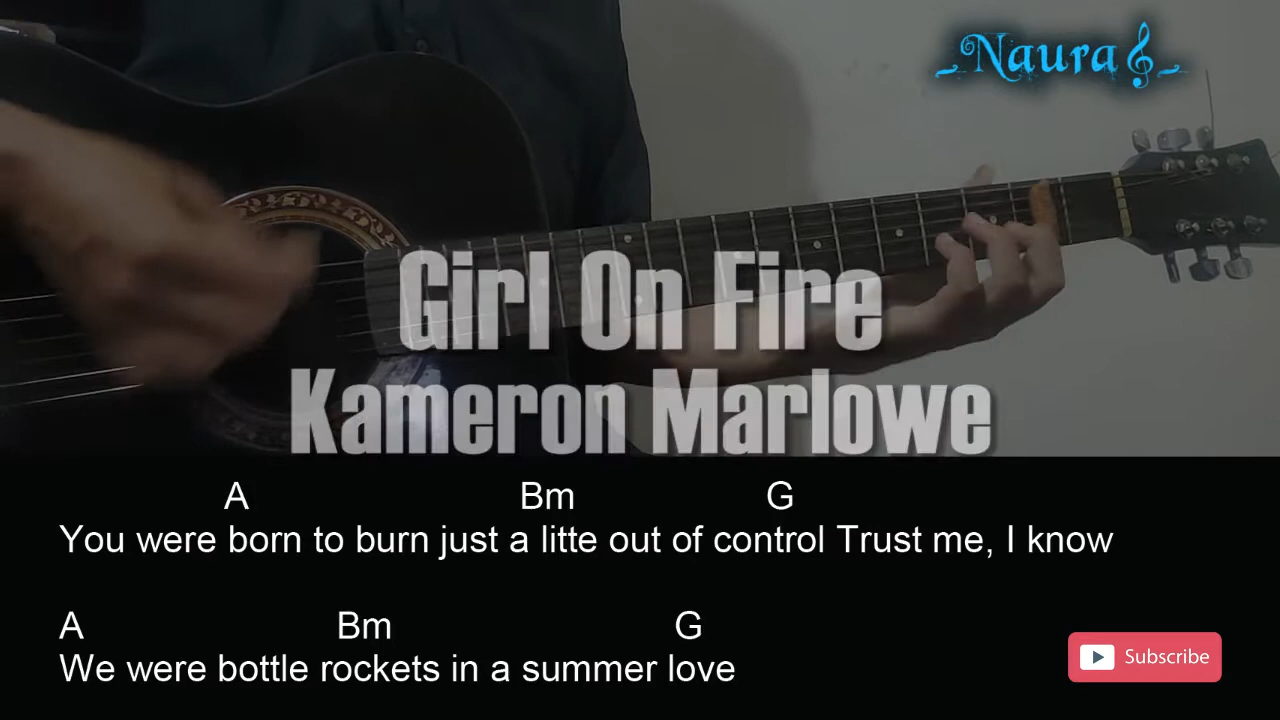 Naura
Girl On Fire
Kameron Marlowe
A Bm G
You were born to burn just a litte out of control Trust me, I know
A Bm G
We were bottle rockets in a summer love
Subscribe